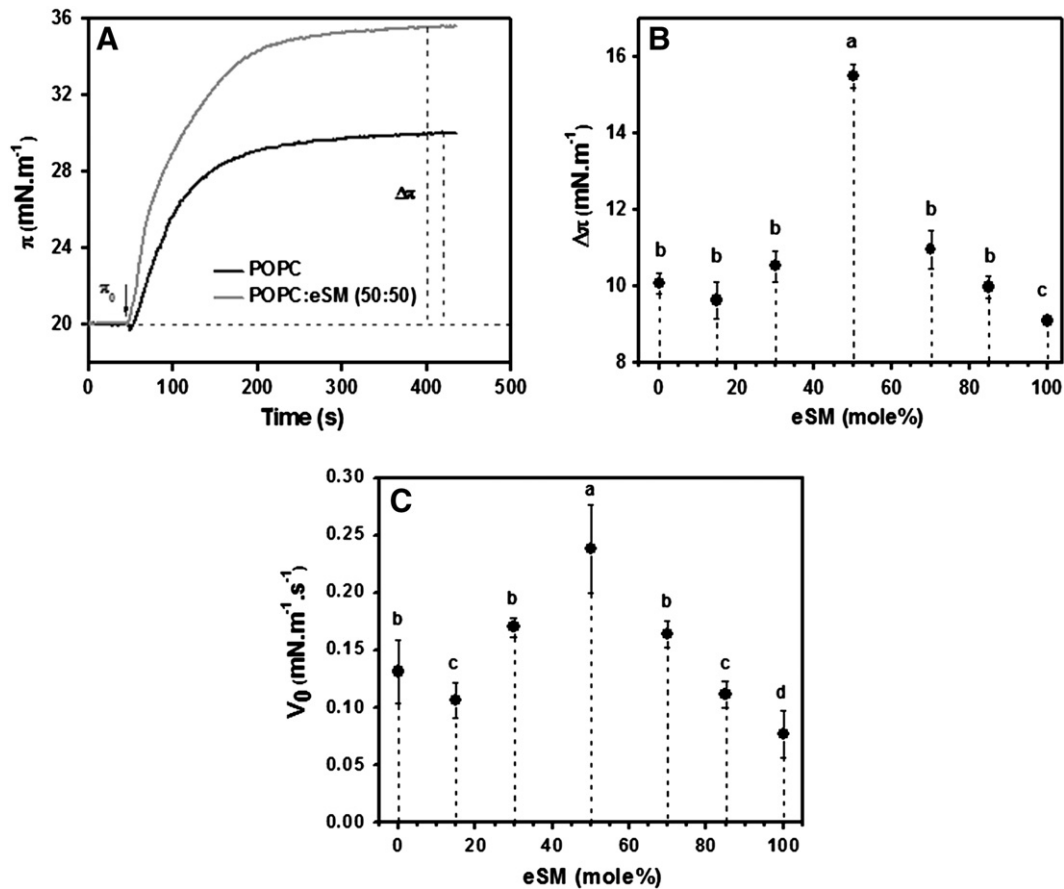 A
π (mN.m-1)
36
32
28
24
20
π0
Δπ
POPC
POPC:eSM (50:50)
0 100 200 300 400 500
Time (s)
B
Δπ (mN.m-1)
16
14
12
10
8
b b b a b b c
0 20 40 60 80 100
eSM (mole%)
C
V0 (mN.m-1.s-1)
0.30
0.25
0.20
0.15
0.10
0.05
0.00
b c b a b c d
0 20 40 60 80 100
eSM (mole%)